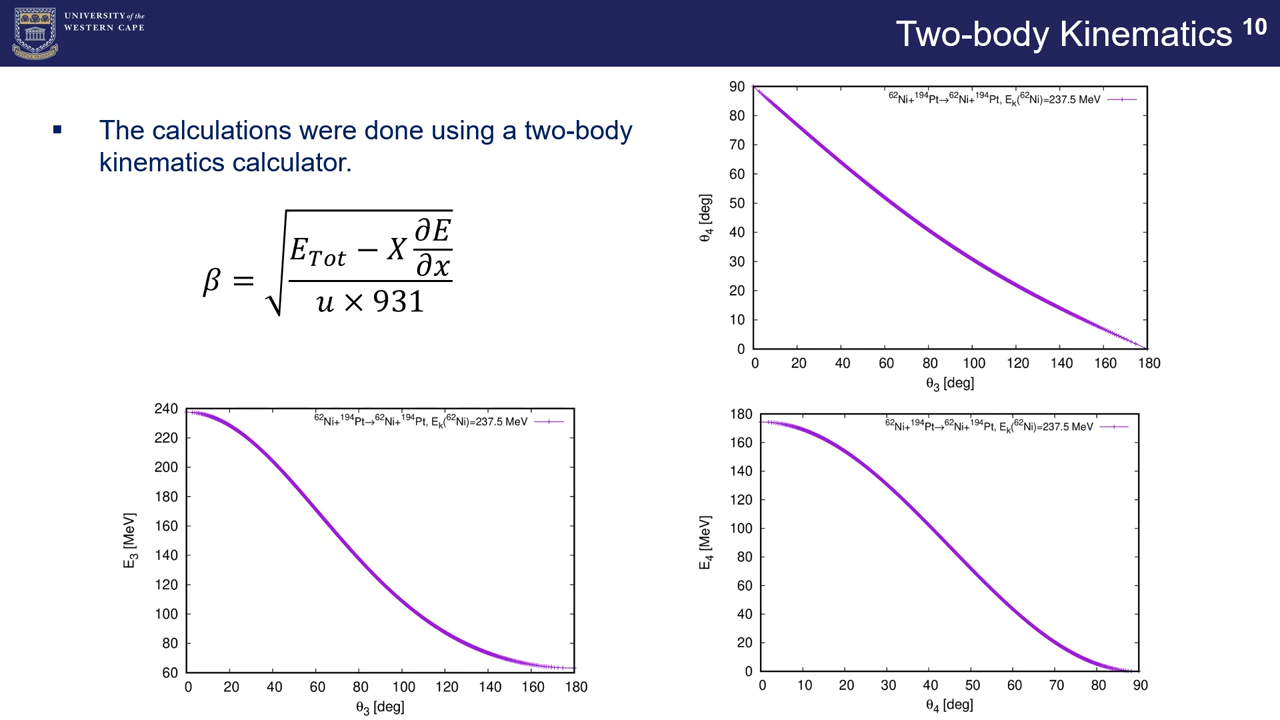 UNIVERSITY of the
WESTERN CAPE
Two-body Kinematics 10
▪ The calculations were done using a two-body
kinematics calculator.
β = √((E_Tot − X ∂E/∂x) / (u × 931))
⁶²Ni+¹⁹⁴Pt→⁶²Ni+¹⁹⁴Pt, Eₖ(⁶²Ni)=237.5 MeV
90
80
70
60
50
40
30
20
10
0
θ₄ [deg]
0 20 40 60 80 100 120 140 160 180
θ₃ [deg]
⁶²Ni+¹⁹⁴Pt→⁶²Ni+¹⁹⁴Pt, Eₖ(⁶²Ni)=237.5 MeV
240
220
200
180
160
140
120
100
80
60
E₃ [MeV]
0 20 40 60 80 100 120 140 160 180
θ₃ [deg]
⁶²Ni+¹⁹⁴Pt→⁶²Ni+¹⁹⁴Pt, Eₖ(⁶²Ni)=237.5 MeV
180
160
140
120
100
80
60
40
20
0
E₄ [MeV]
0 10 20 30 40 50 60 70 80 90
θ₄ [deg]